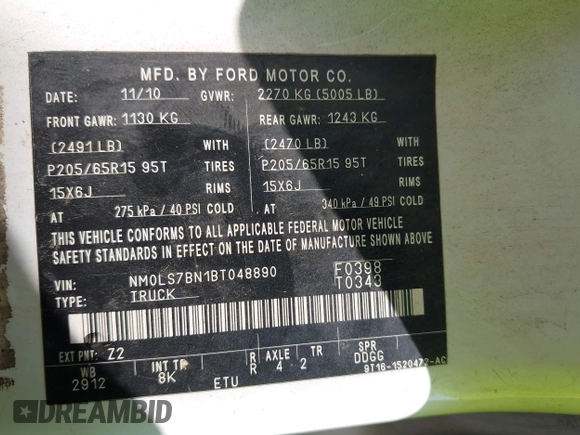 MFD. BY FORD MOTOR CO.
DATE: 11/10 GVWR: 2270 KG (5005 LB)
FRONT GAWR: 1130 KG REAR GAWR: 1243 KG
(2491 LB) WITH (2470 LB) WITH
P205/65R15 95T TIRES P205/65R15 95T TIRES
15X6J RIMS 15X6J RIMS
AT 275 kPa / 40 PSI COLD AT 340 kPa / 49 PSI COLD
THIS VEHICLE CONFORMS TO ALL APPLICABLE FEDERAL MOTOR VEHICLE
SAFETY STANDARDS IN EFFECT ON THE DATE OF MANUFACTURE SHOWN ABOVE.
VIN: NM0LS7BN1BT048890 F0398
TYPE: TRUCK T0343
EXT PNT: Z2
WB INT TR R AXLE TR SPR
2912 8K R 4 2 DDGG
ETU 9T16-1520472-AC
DREAMBID